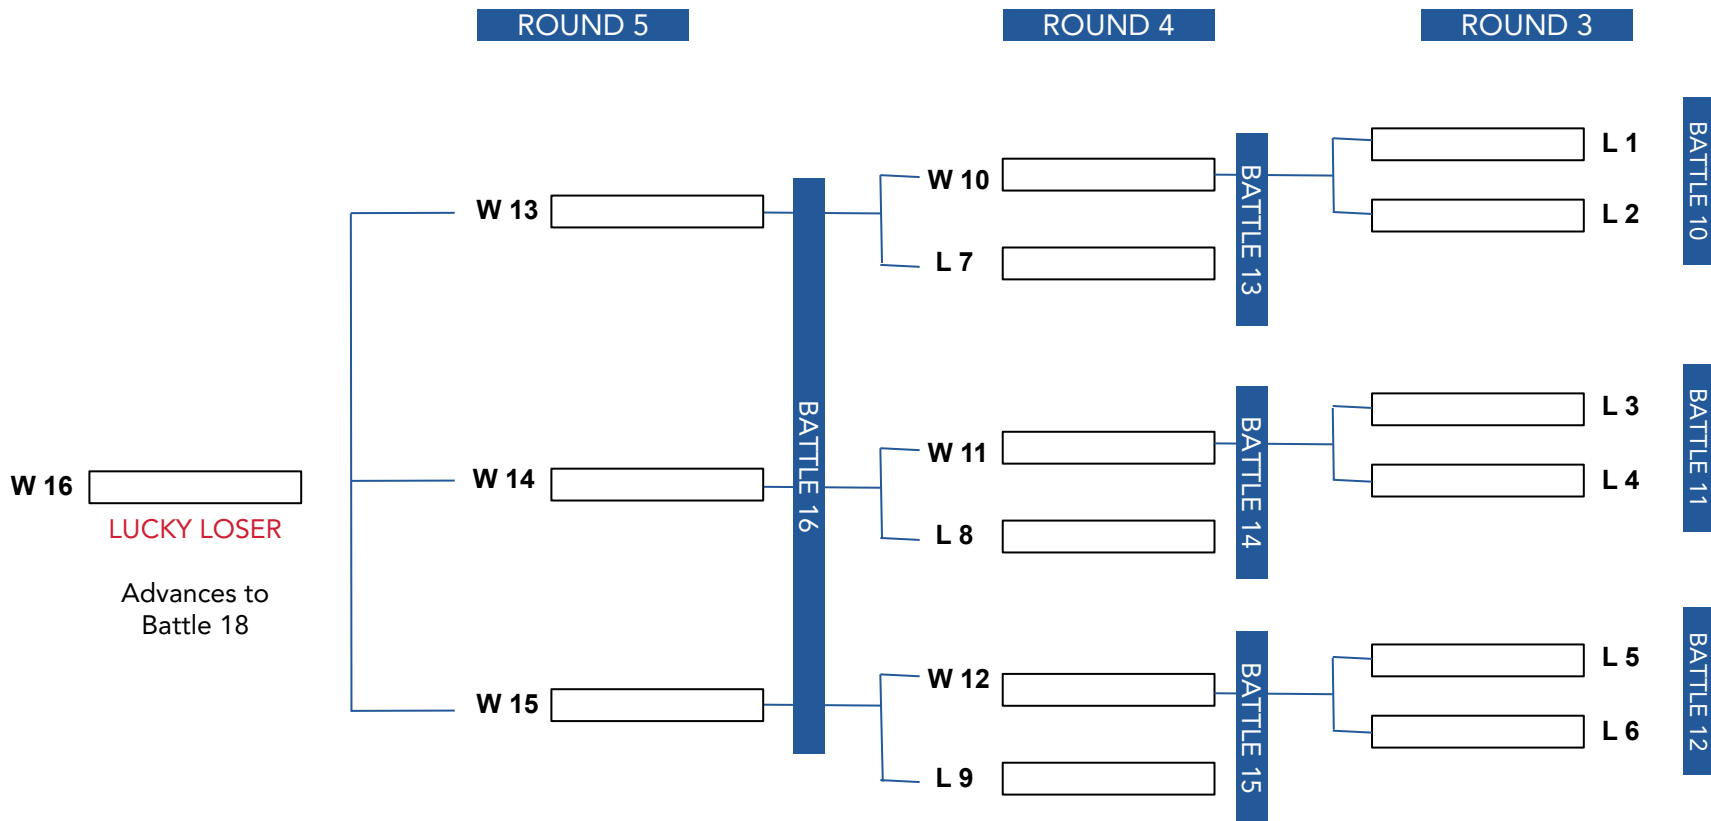 ROUND 5
ROUND 4
ROUND 3
L 1
L 2
BATTLE 10
W 10
L 7
BATTLE 13
W 13
L 3
L 4
BATTLE 11
W 11
L 8
BATTLE 14
W 14
BATTLE 16
W 16
LUCKY LOSER
Advances to
Battle 18
L 5
L 6
BATTLE 12
W 12
L 9
BATTLE 15
W 15